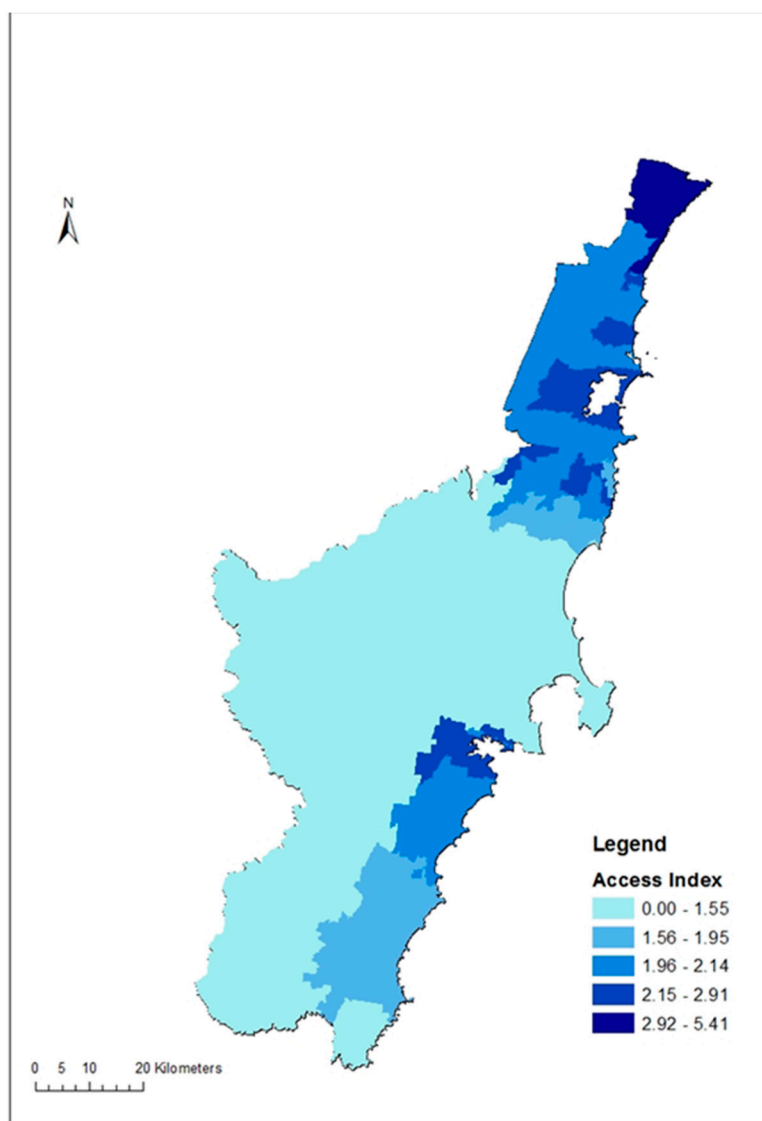 N
Legend
Access Index
0.00 - 1.55
1.56 - 1.95
1.96 - 2.14
2.15 - 2.91
2.92 - 5.41
0 5 10 20 Kilometers